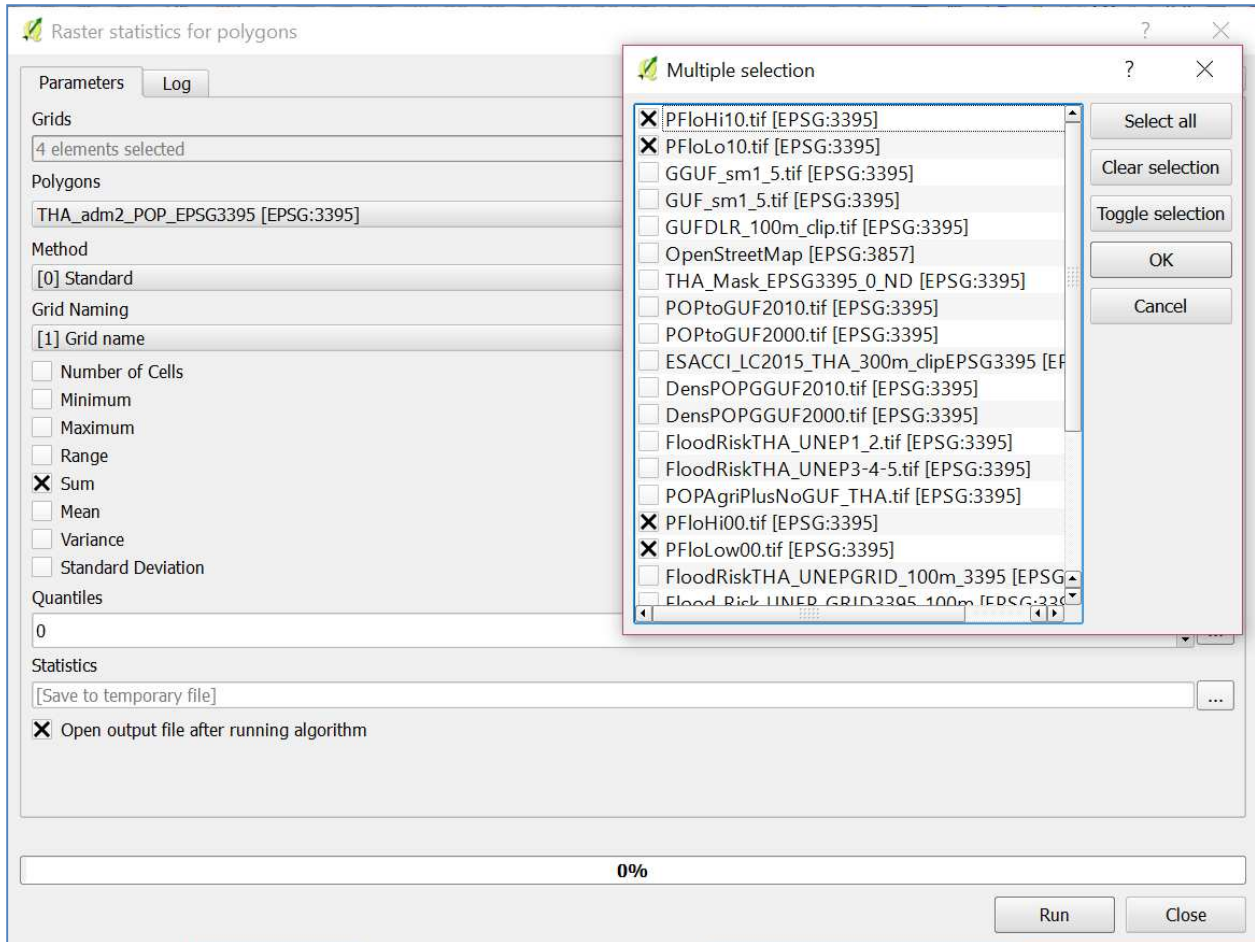 Raster statistics for polygons
?
Parameters
Log
Grids
4 elements selected
Polygons
THA_adm2_POP_EPSG3395 [EPSG:3395]
Method
[0] Standard
Grid Naming
[1] Grid name
Number of Cells
Minimum
Maximum
Range
Sum
Mean
Variance
Standard Deviation
Quantiles
0
...
Statistics
[Save to temporary file]
...
Open output file after running algorithm
0%
Run
Close
Multiple selection
?
PFloHi10.tif [EPSG:3395]
PFloLo10.tif [EPSG:3395]
GGUF_sm1_5.tif [EPSG:3395]
GUF_sm1_5.tif [EPSG:3395]
GUFDLR_100m_clip.tif [EPSG:3395]
OpenStreetMap [EPSG:3857]
THA_Mask_EPSG3395_0_ND [EPSG:3395]
POPtoGUF2010.tif [EPSG:3395]
POPtoGUF2000.tif [EPSG:3395]
ESACCI_LC2015_THA_300m_clipEPSG3395 [EP
DensPOPGGUF2010.tif [EPSG:3395]
DensPOPGGUF2000.tif [EPSG:3395]
FloodRiskTHA_UNEP1_2.tif [EPSG:3395]
FloodRiskTHA_UNEP3-4-5.tif [EPSG:3395]
POPAgriPlusNoGUF_THA.tif [EPSG:3395]
PFloHi00.tif [EPSG:3395]
PFloLow00.tif [EPSG:3395]
FloodRiskTHA_UNEPGRID_100m_3395 [EPSG
Flood_Risk_UNEP_GRID3395_100m [EPSG:339
Select all
Clear selection
Toggle selection
OK
Cancel